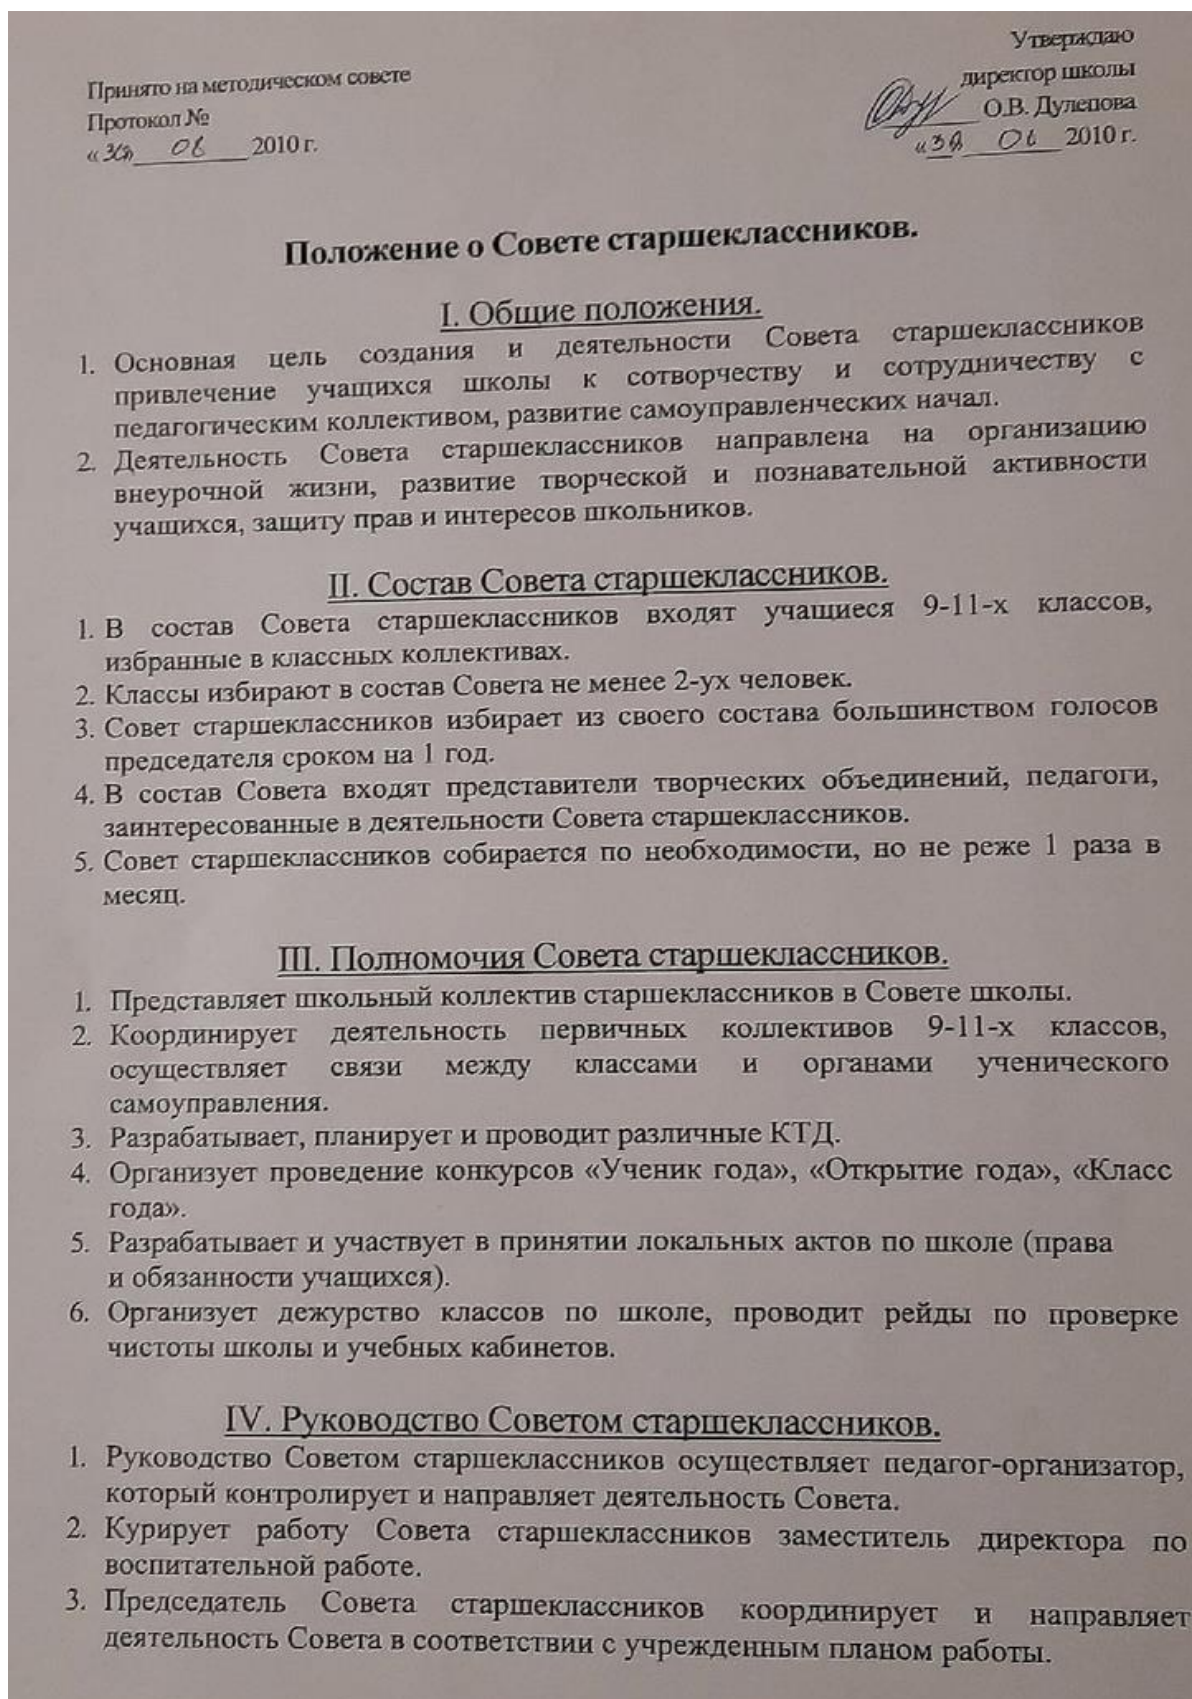 Утверждаю
Принято на методическом совете
директор школы
Протокол №
О.В. Дулепова
« » 06 2010 г.
« » 06 2010 г.
Положение о Совете старшеклассников.
I. Общие положения.
1. Основная цель создания и деятельности Совета старшеклассников
привлечение учащихся школы к сотворчеству и сотрудничеству с
педагогическим коллективом, развитие самоуправленческих начал.
2. Деятельность Совета старшеклассников направлена на организацию
внеурочной жизни, развитие творческой и познавательной активности
учащихся, защиту прав и интересов школьников.
II. Состав Совета старшеклассников.
1. В состав Совета старшеклассников входят учащиеся 9-11-х классов,
избранные в классных коллективах.
2. Классы избирают в состав Совета не менее 2-ух человек.
3. Совет старшеклассников избирает из своего состава большинством голосов
председателя сроком на 1 год.
4. В состав Совета входят представители творческих объединений, педагоги,
заинтересованные в деятельности Совета старшеклассников.
5. Совет старшеклассников собирается по необходимости, но не реже 1 раза в
месяц.
III. Полномочия Совета старшеклассников.
1. Представляет школьный коллектив старшеклассников в Совете школы.
2. Координирует деятельность первичных коллективов 9-11-х классов,
осуществляет связи между классами и органами ученического
самоуправления.
3. Разрабатывает, планирует и проводит различные КТД.
4. Организует проведение конкурсов «Ученик года», «Открытие года», «Класс
года».
5. Разрабатывает и участвует в принятии локальных актов по школе (права
и обязанности учащихся).
6. Организует дежурство классов по школе, проводит рейды по проверке
чистоты школы и учебных кабинетов.
IV. Руководство Советом старшеклассников.
1. Руководство Советом старшеклассников осуществляет педагог-организатор,
который контролирует и направляет деятельность Совета.
2. Курирует работу Совета старшеклассников заместитель директора по
воспитательной работе.
3. Председатель Совета старшеклассников координирует и направляет
деятельность Совета в соответствии с учрежденным планом работы.